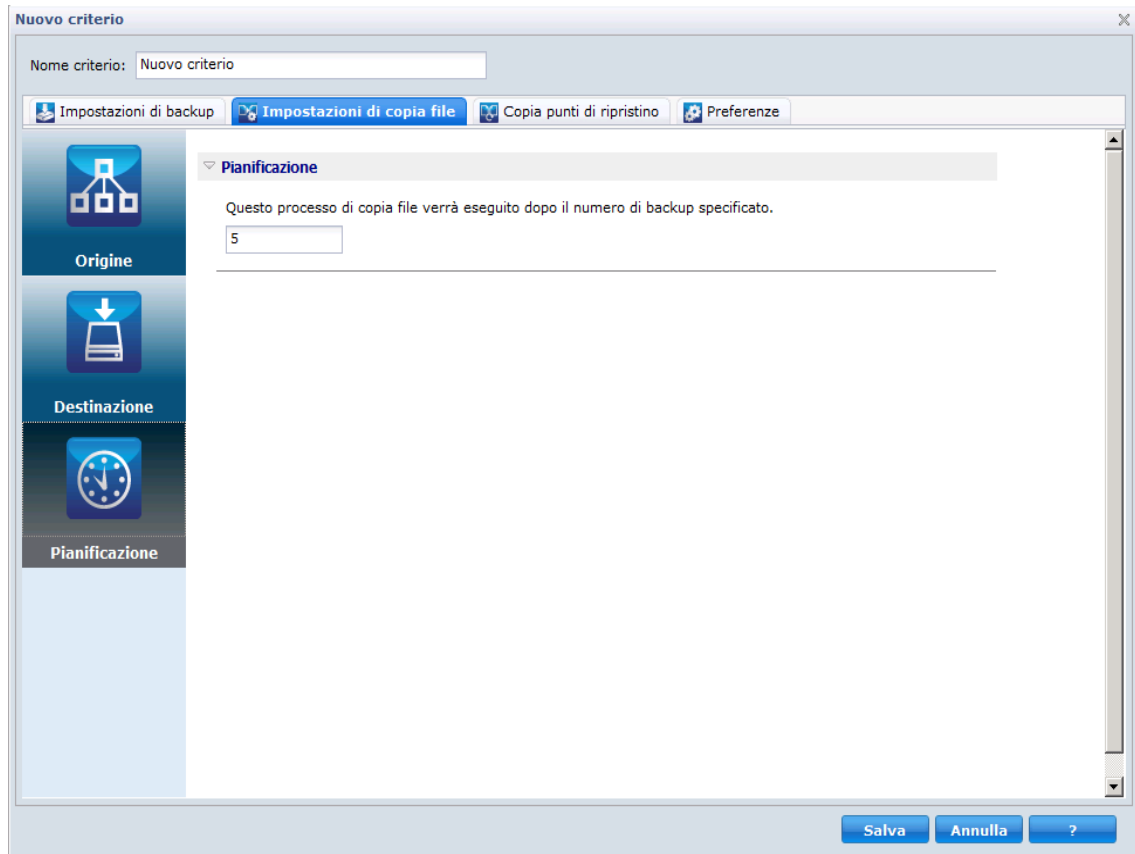 Nuovo criterio
Nome criterio: Nuovo criterio
Impostazioni di backup Impostazioni di copia file Copia punti di ripristino Preferenze
Origine
Destinazione
Pianificazione
Pianificazione
Questo processo di copia file verrà eseguito dopo il numero di backup specificato.
5
Salva Annulla ?